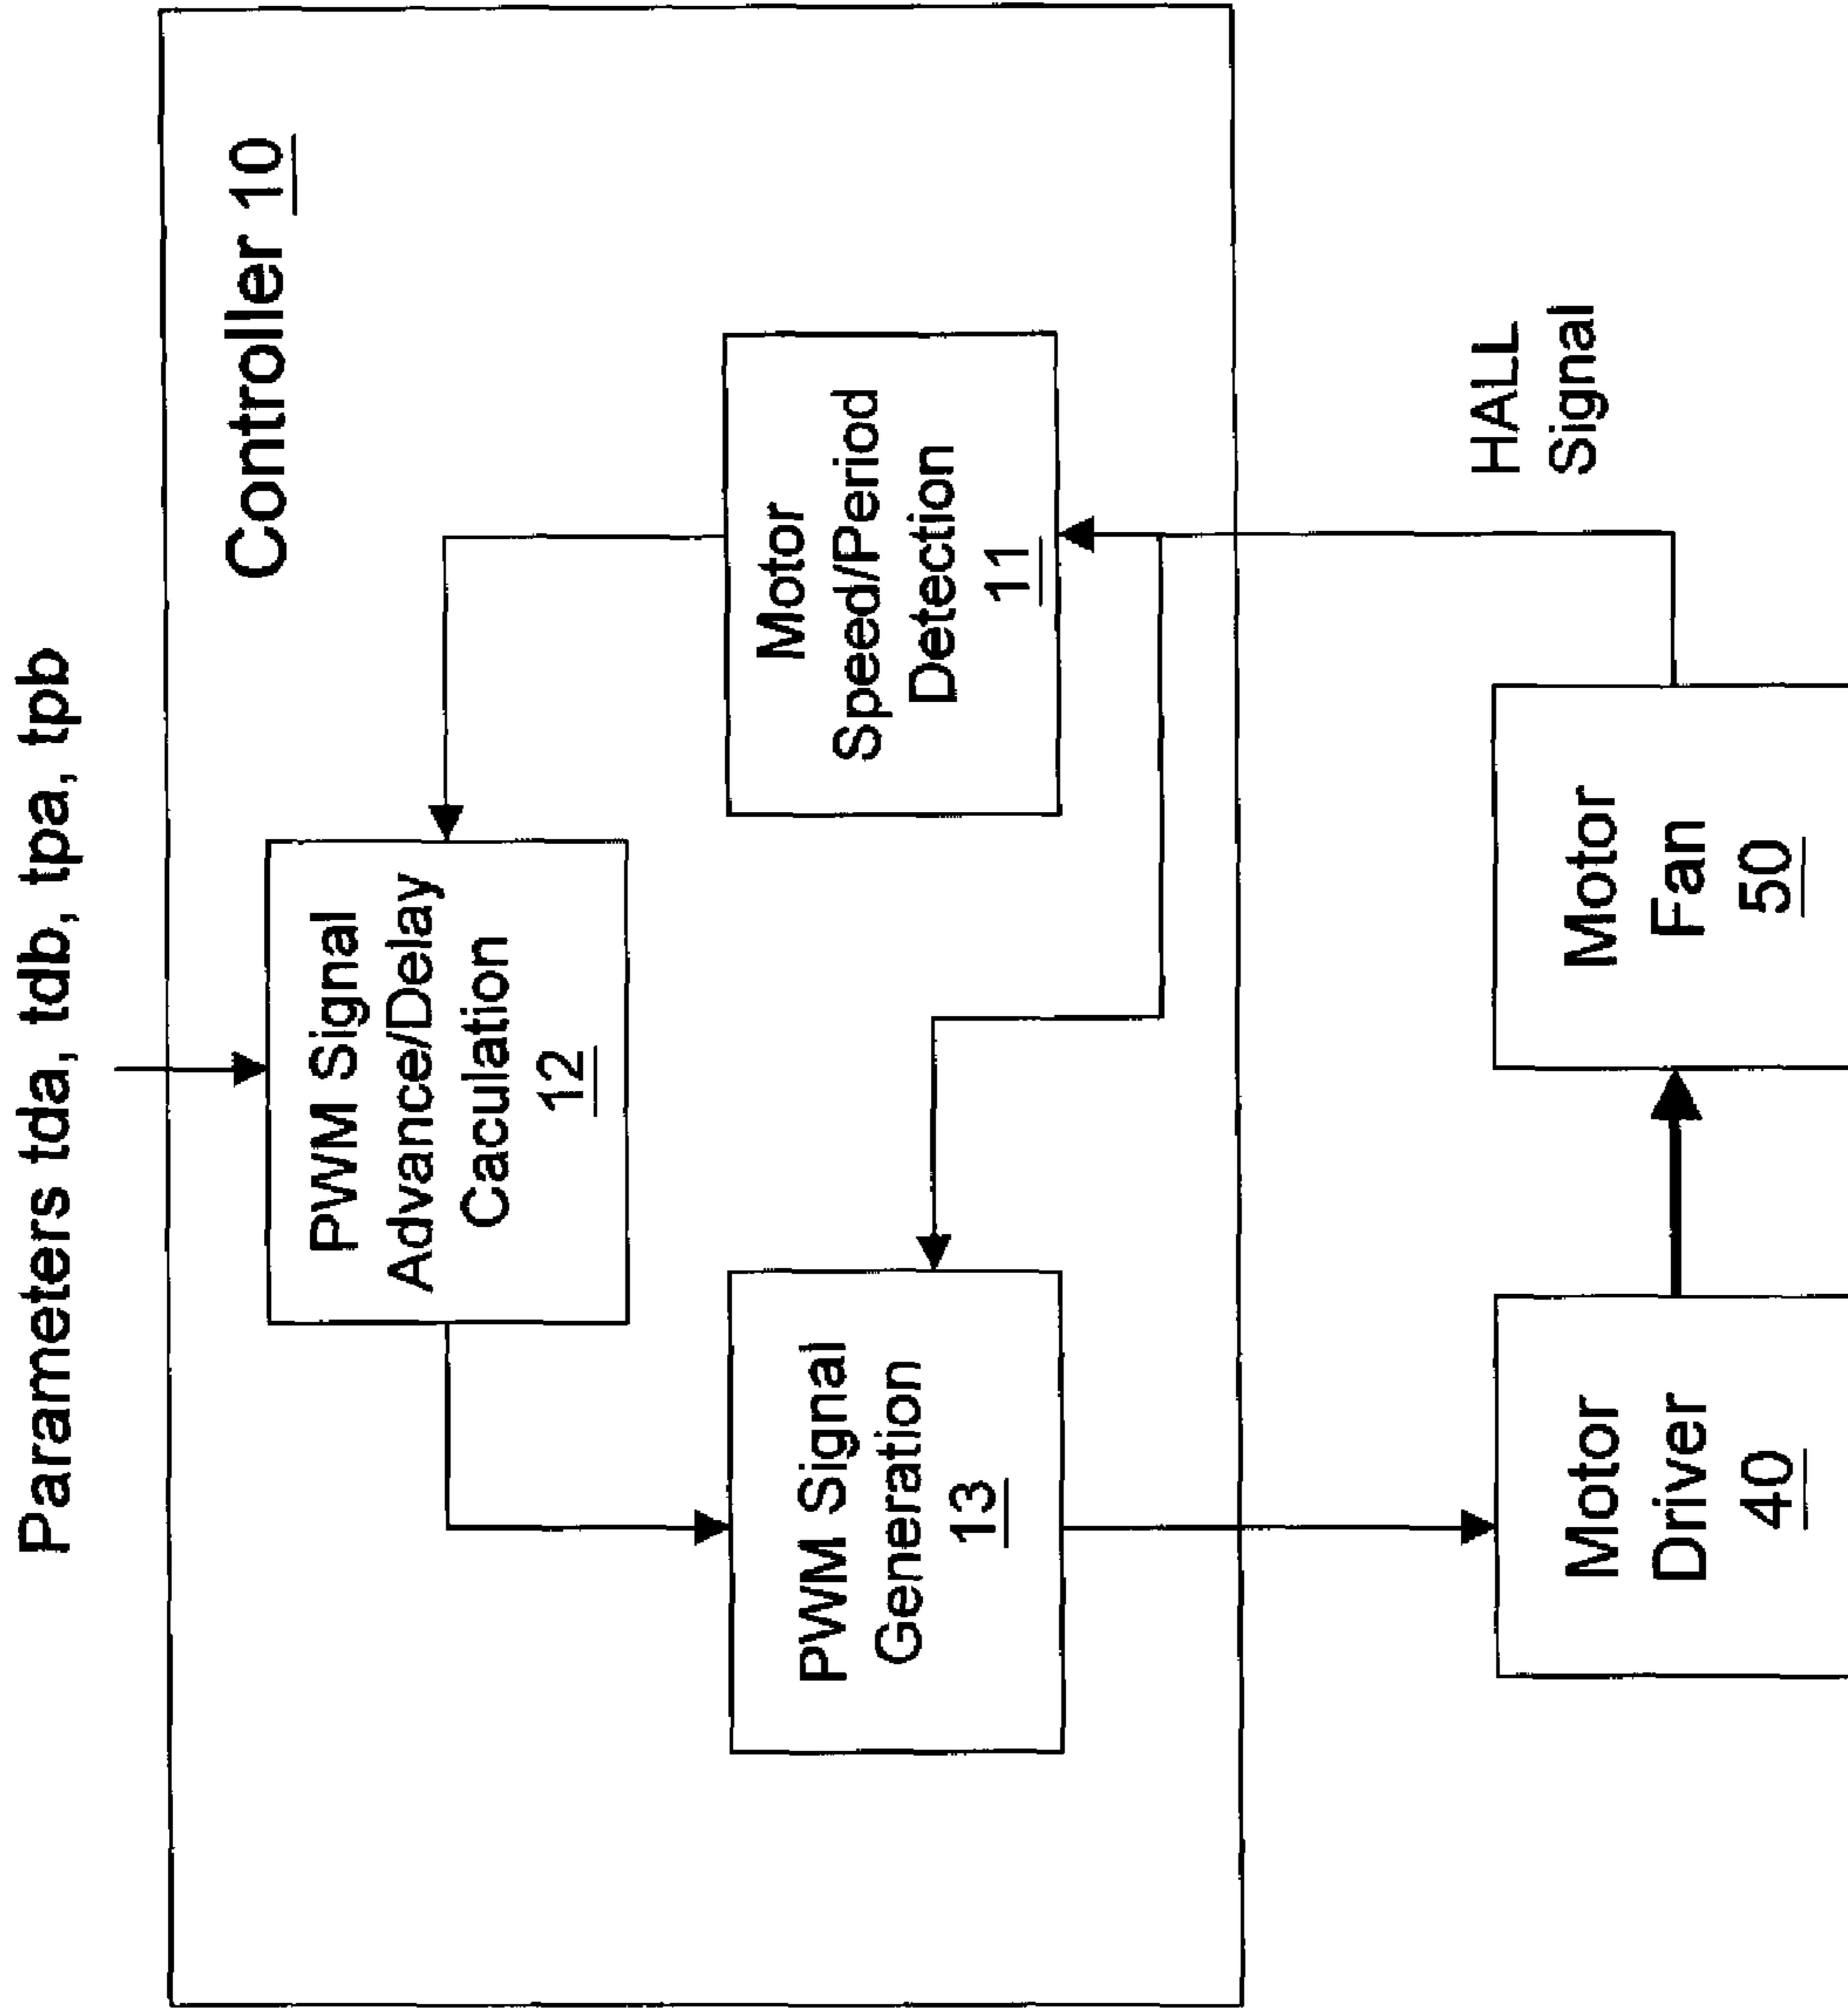 Parameters tda, tdb, tpa, tpb
Controller 10
PWM Signal
Advance/Delay
Caculation
12
PWM Signal
Generation
13
Motor
Speed/Period
Detection
11
HALL
Signal
Motor
Driver
40
Motor
Fan
50